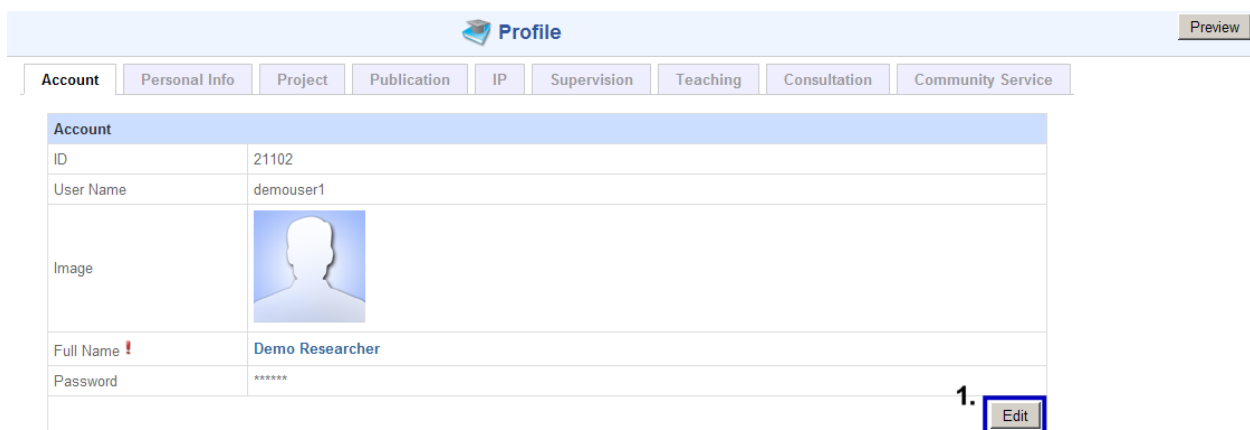 Profile
Preview
Account Personal Info Project Publication IP Supervision Teaching Consultation Community Service
Account
ID 21102
User Name demouser1
Image
Full Name ! Demo Researcher
Password ******
1.
Edit